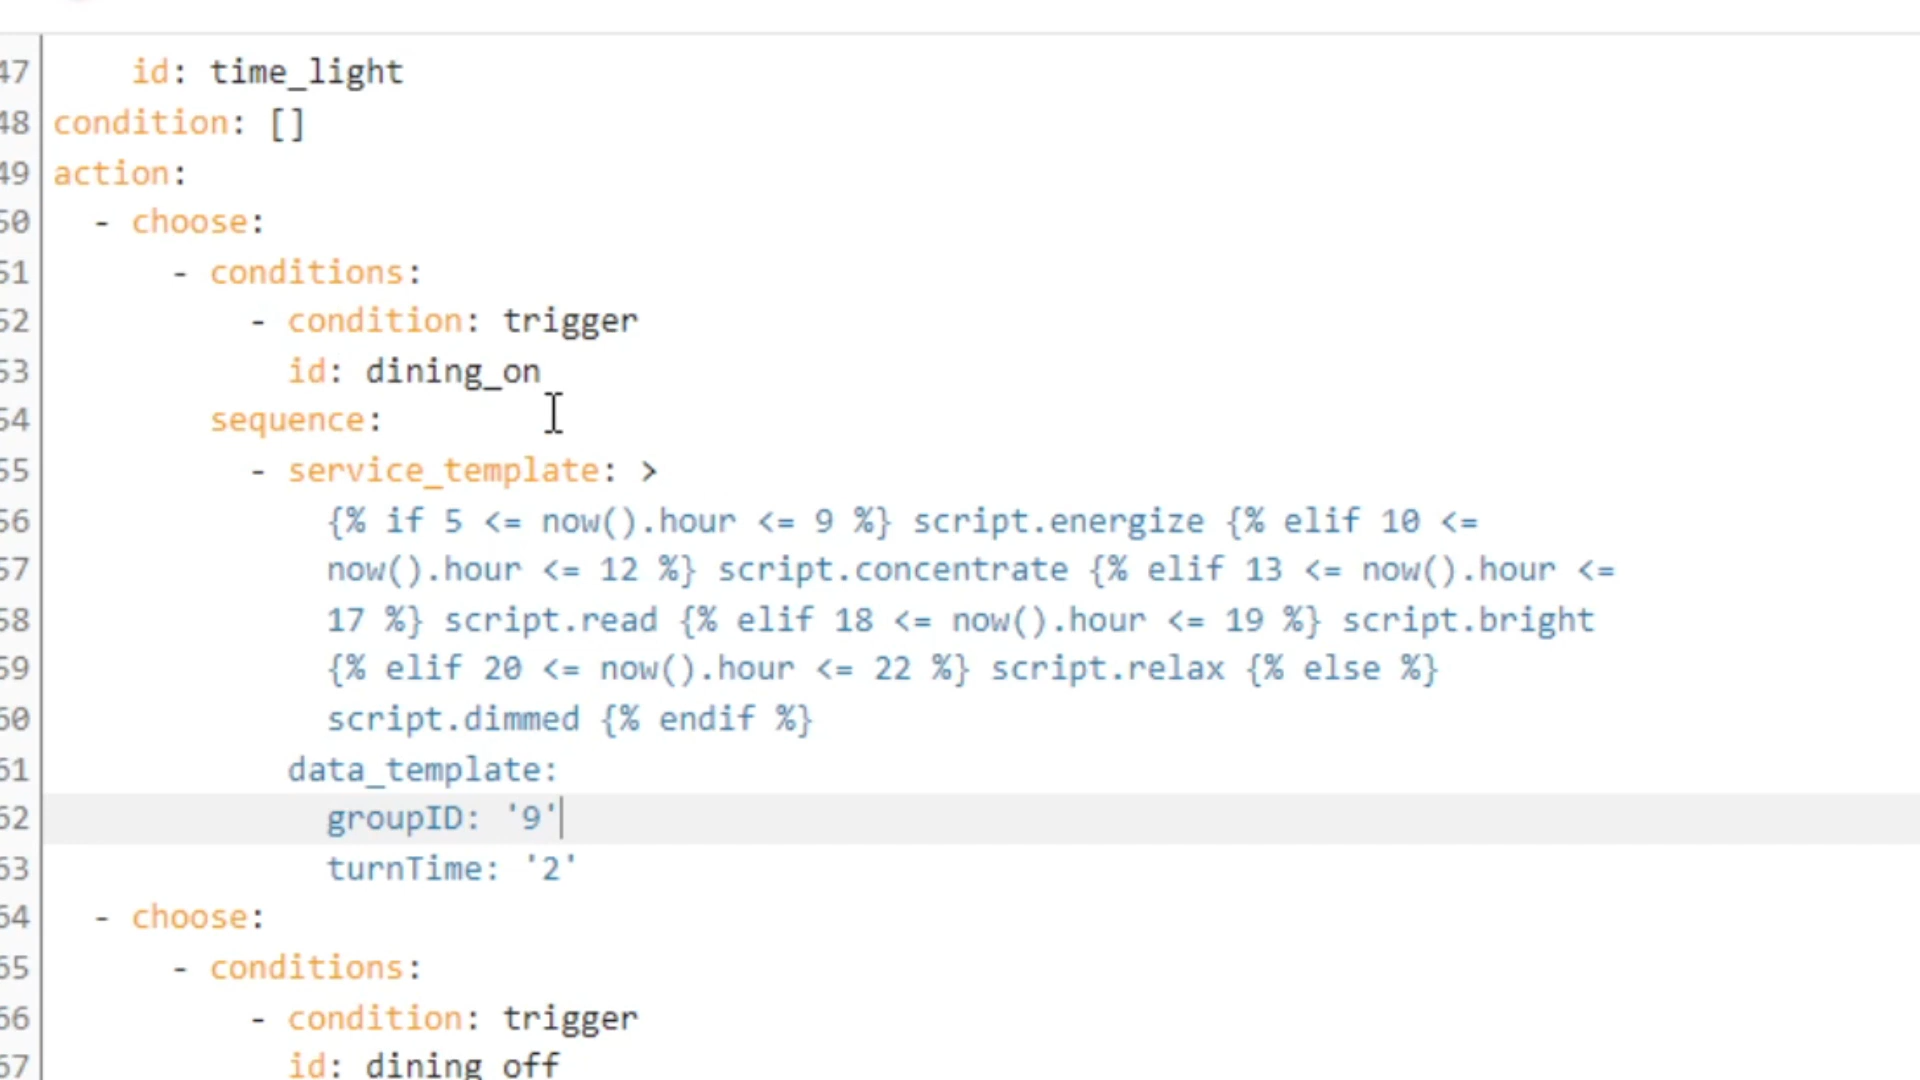 47     id: time_light
48 condition: []
49 action:
50   - choose:
51       - conditions:
52           - condition: trigger
53             id: dining_on
54         sequence:
55           - service_template: >
56               {% if 5 <= now().hour <= 9 %} script.energize {% elif 10 <=
57               now().hour <= 12 %} script.concentrate {% elif 13 <= now().hour <=
58               17 %} script.read {% elif 18 <= now().hour <= 19 %} script.bright
59               {% elif 20 <= now().hour <= 22 %} script.relax {% else %}
60               script.dimmed {% endif %}
61             data_template:
62               groupID: '9'
63               turnTime: '2'
64   - choose:
65       - conditions:
66           - condition: trigger
67             id: dining_off